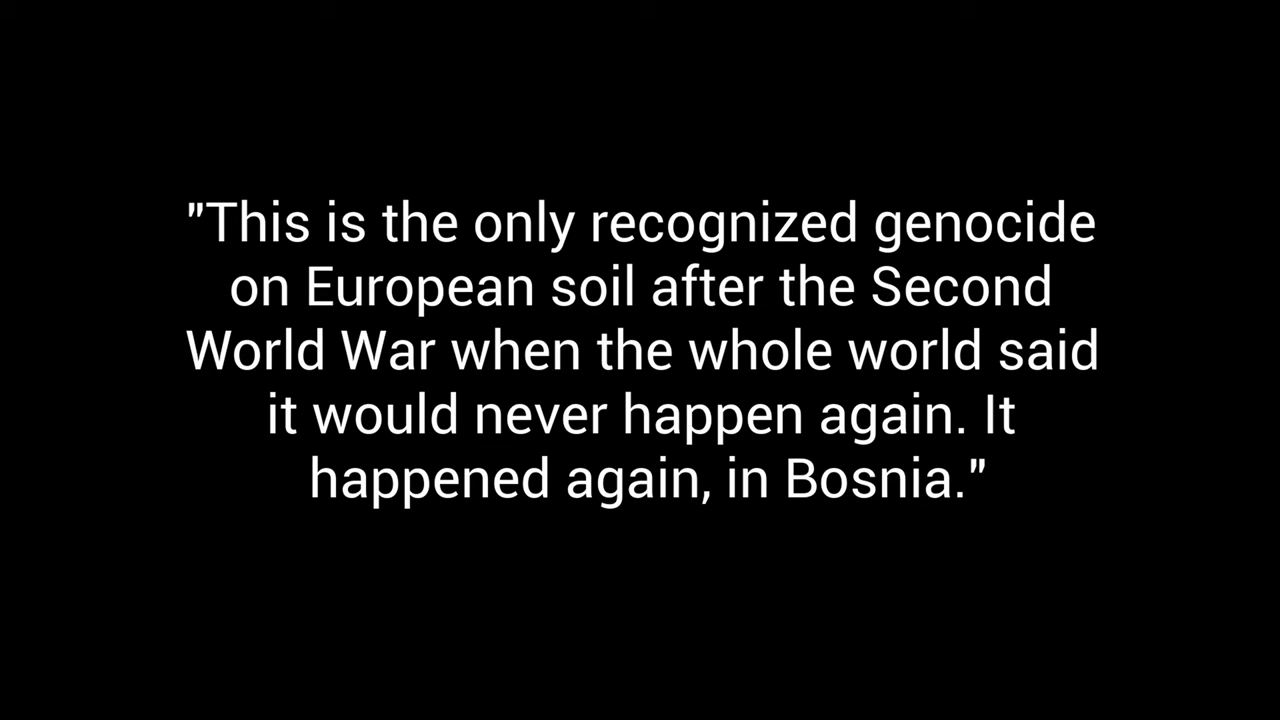 "This is the only recognized genocide
on European soil after the Second
World War when the whole world said
it would never happen again. It
happened again, in Bosnia."